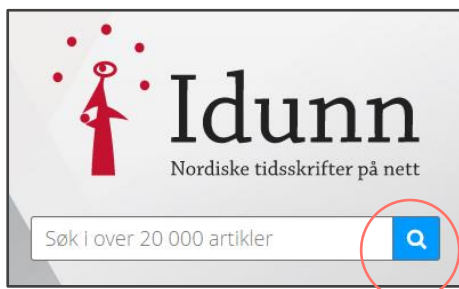 Idunn
Nordiske tidsskrifter på nett
Søk i over 20 000 artikler